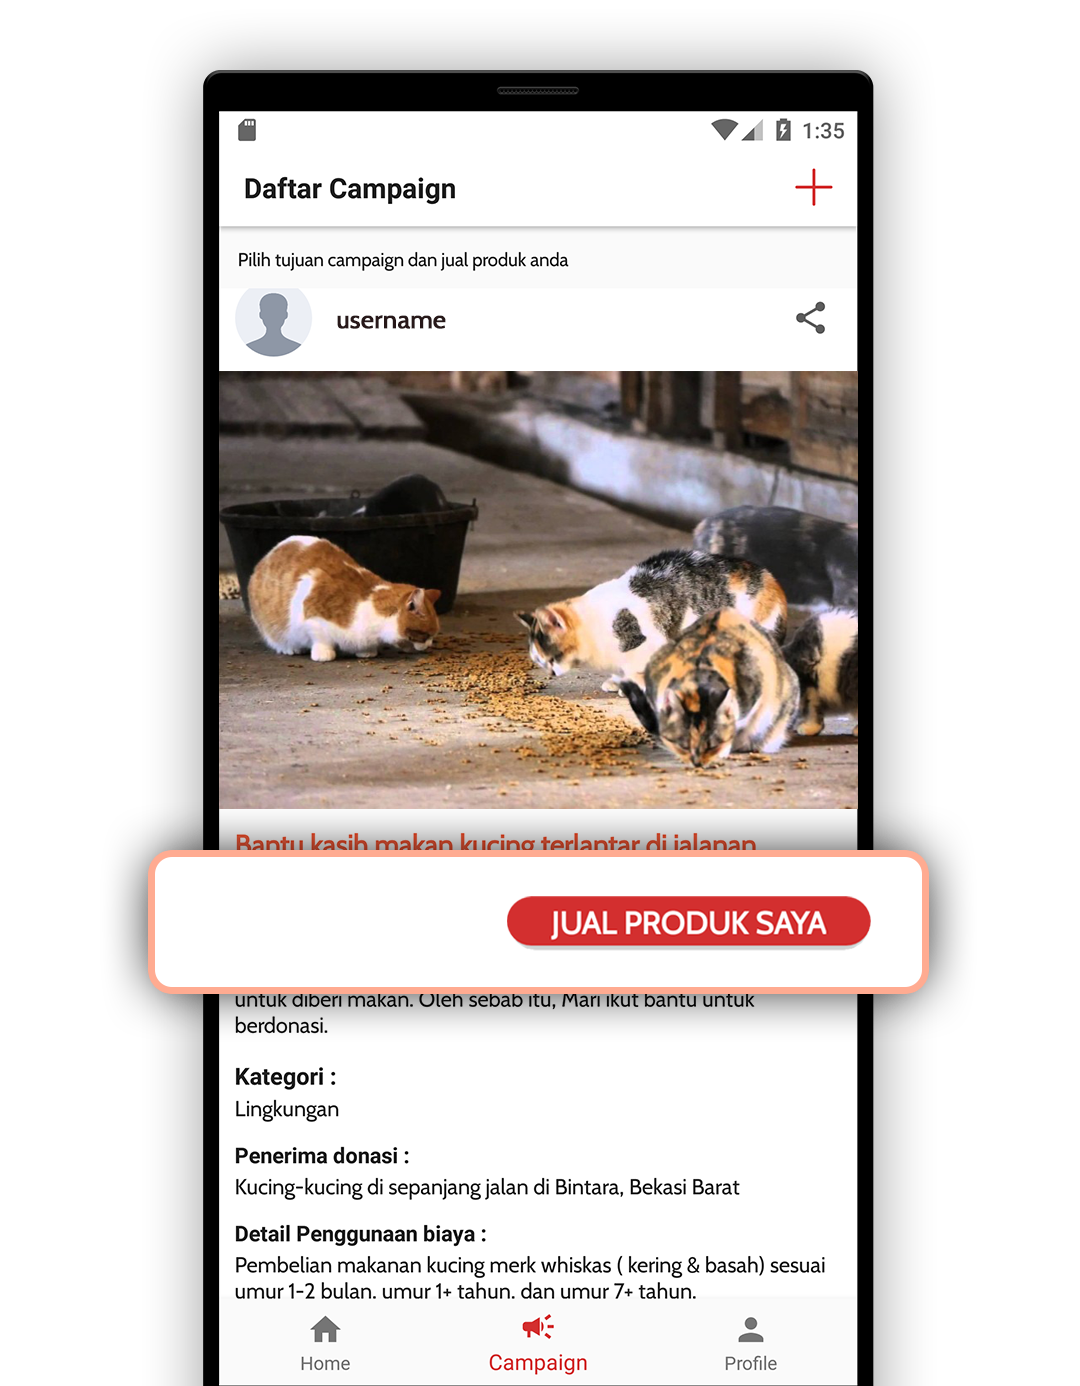 1:35
Daftar Campaign
Pilih tujuan campaign dan jual produk anda
username
Bantu kasih makan kucing terlantar di jalanan
JUAL PRODUK SAYA
untuk diberi makan. Oleh sebab itu, Mari ikut bantu untuk
berdonasi.
Kategori :
Lingkungan
Penerima donasi :
Kucing-kucing di sepanjang jalan di Bintara, Bekasi Barat
Detail Penggunaan biaya :
Pembelian makanan kucing merk whiskas ( kering & basah) sesuai
umur 1-2 bulan, umur 1+ tahun, dan umur 7+ tahun.
Home
Campaign
Profile